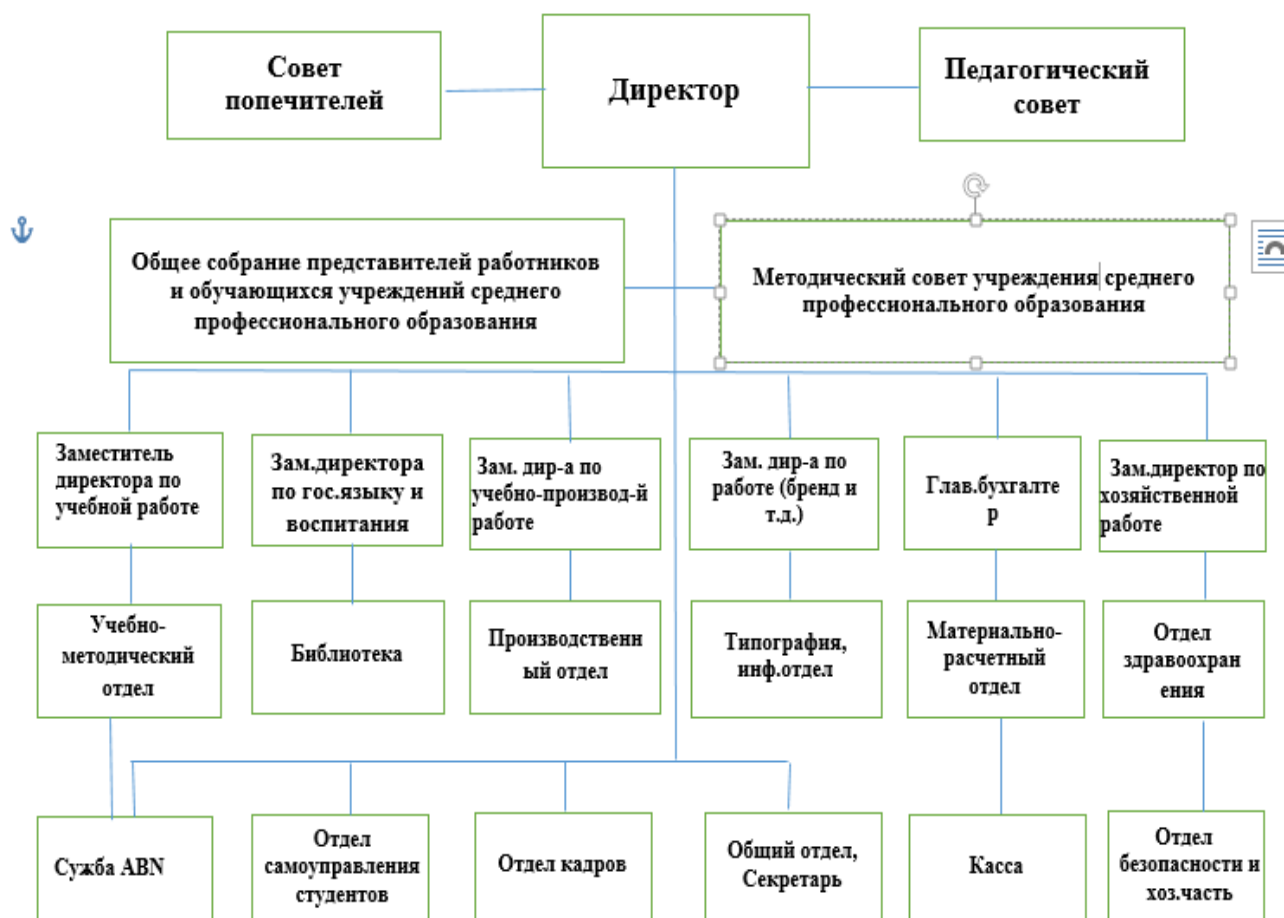 Совет
попечителей
Директор
Педагогический
совет
Общее собрание представителей работников
и обучающихся учреждений среднего
профессионального образования
Методический совет учреждения среднего
профессионального образования
Заместитель
директора по
учебной работе
Зам.директора
по гос.языку и
воспитания
Зам. дир-а по
учебно-производ-й
работе
Зам. дир-а по
работе (бренд и
т.д.)
Глав.бухгалте
р
Зам.директор по
хозяйственной
работе
Учебно-
методический
отдел
Библиотека
Производственн
ый отдел
Типография,
инф.отдел
Материально-
расчетный
отдел
Отдел
здравоохран
ения
Сужба ABN
Отдел
самоуправления
студентов
Отдел кадров
Общий отдел,
Секретарь
Касса
Отдел
безопасности и
хоз.часть